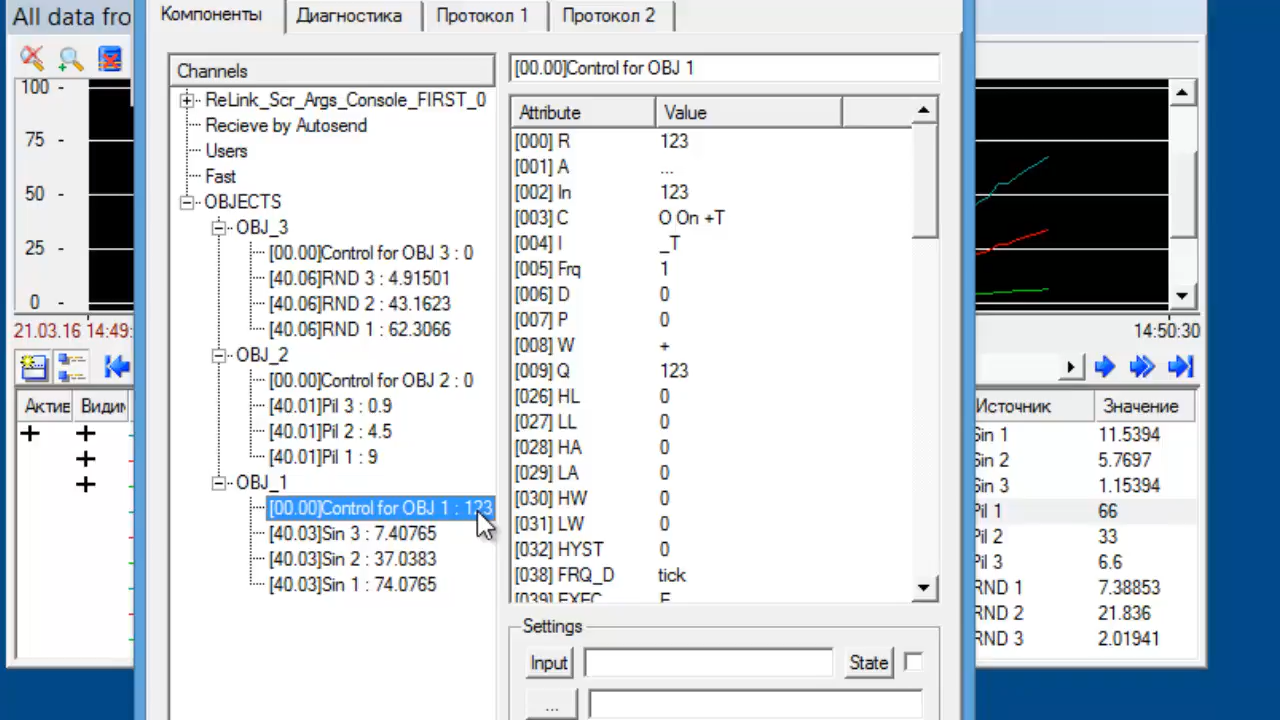 All data fro
Компоненты
Диагностика
Протокол 1
Протокол 2
100
75
50
25
0
21.03.16 14:49:
Актив
Видим
Channels
ReLink_Scr_Args_Console_FIRST_0
Recieve by Autosend
Users
Fast
OBJECTS
OBJ_3
[00.00]Control for OBJ 3 : 0
[40.06]RND 3 : 4.91501
[40.06]RND 2 : 43.1623
[40.06]RND 1 : 62.3066
OBJ_2
[00.00]Control for OBJ 2 : 0
[40.01]Pil 3 : 0.9
[40.01]Pil 2 : 4.5
[40.01]Pil 1 : 9
OBJ_1
[00.00]Control for OBJ 1 : 123
[40.03]Sin 3 : 7.40765
[40.03]Sin 2 : 37.0383
[40.03]Sin 1 : 74.0765
[00.00]Control for OBJ 1
Attribute Value
[000] R 123
[001] A ...
[002] In 123
[003] C O On +T
[004] I _T
[005] Frq 1
[006] D 0
[007] P 0
[008] W +
[009] Q 123
[026] HL 0
[027] LL 0
[028] HA 0
[029] LA 0
[030] HW 0
[031] LW 0
[032] HYST 0
[038] FRQ_D tick
[039] EXEC E
Settings
Input
State
...
14:50:30
Источник Значение
Sin 1 11.5394
Sin 2 5.7697
Sin 3 1.15394
Pil 1 66
Pil 2 33
Pil 3 6.6
RND 1 7.38853
RND 2 21.836
RND 3 2.01941